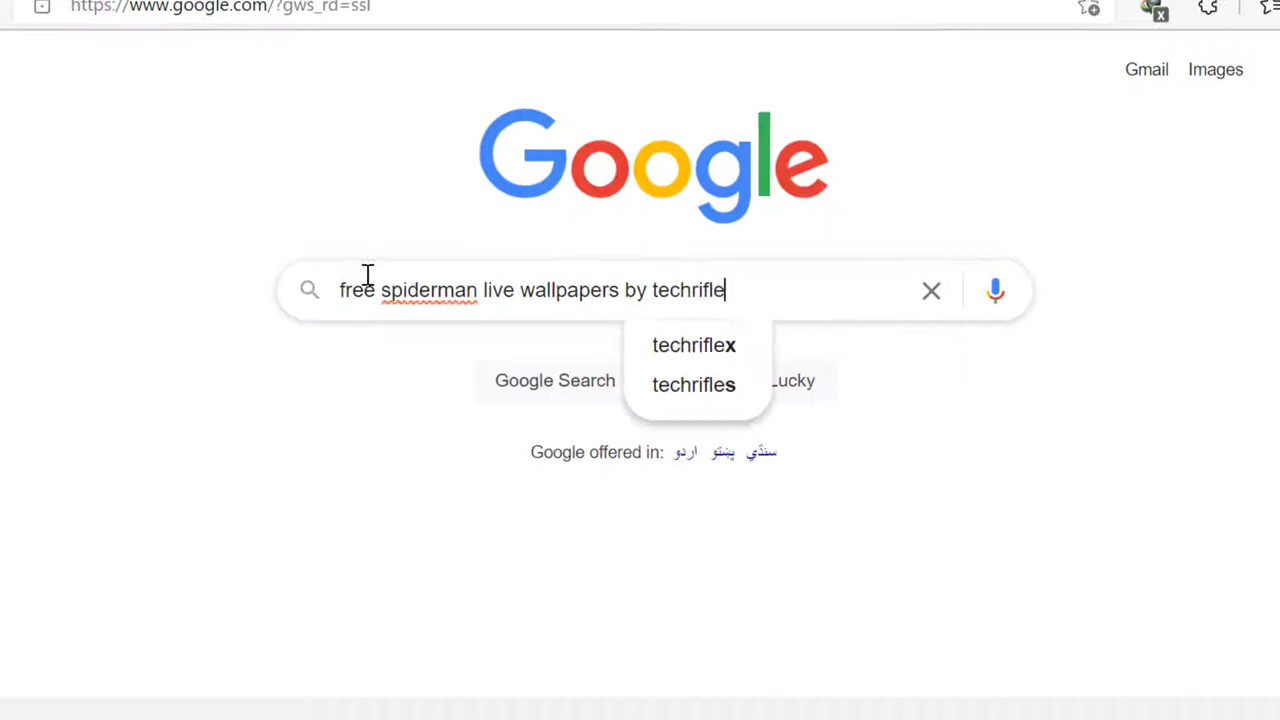 https://www.google.com/?gws_rd=ssl
x
Gmail Images
Google
free spiderman live wallpapers by techrifle
techriflex
techrifles
Google Search Lucky
Google offered in: اردو پښتو سنڌي